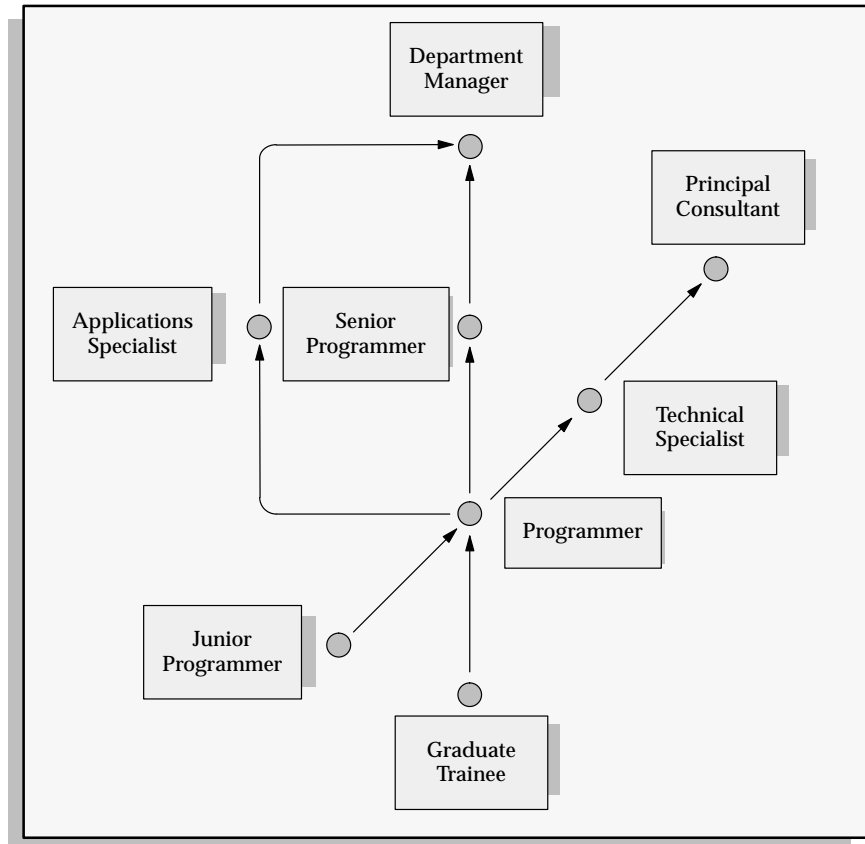 Department
Manager
Principal
Consultant
Applications
Specialist
Senior
Programmer
Technical
Specialist
Programmer
Junior
Programmer
Graduate
Trainee